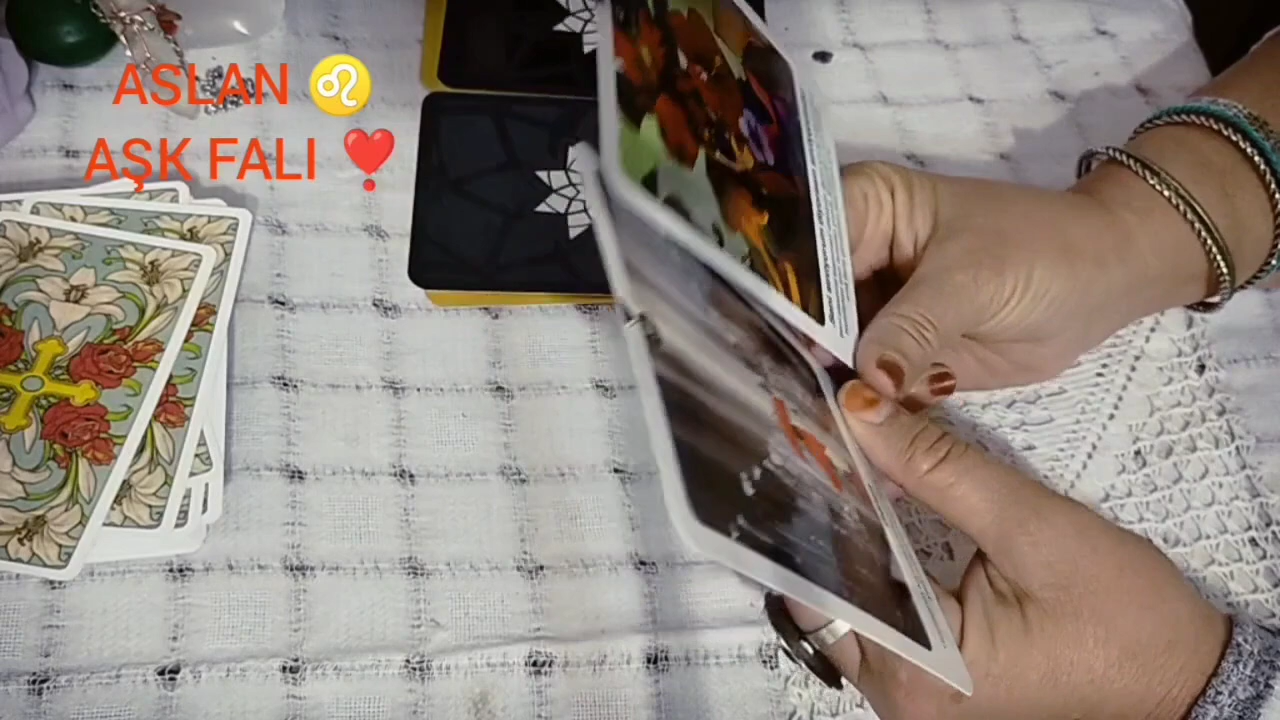 ASLAN ♌
AŞK FALI ❣️